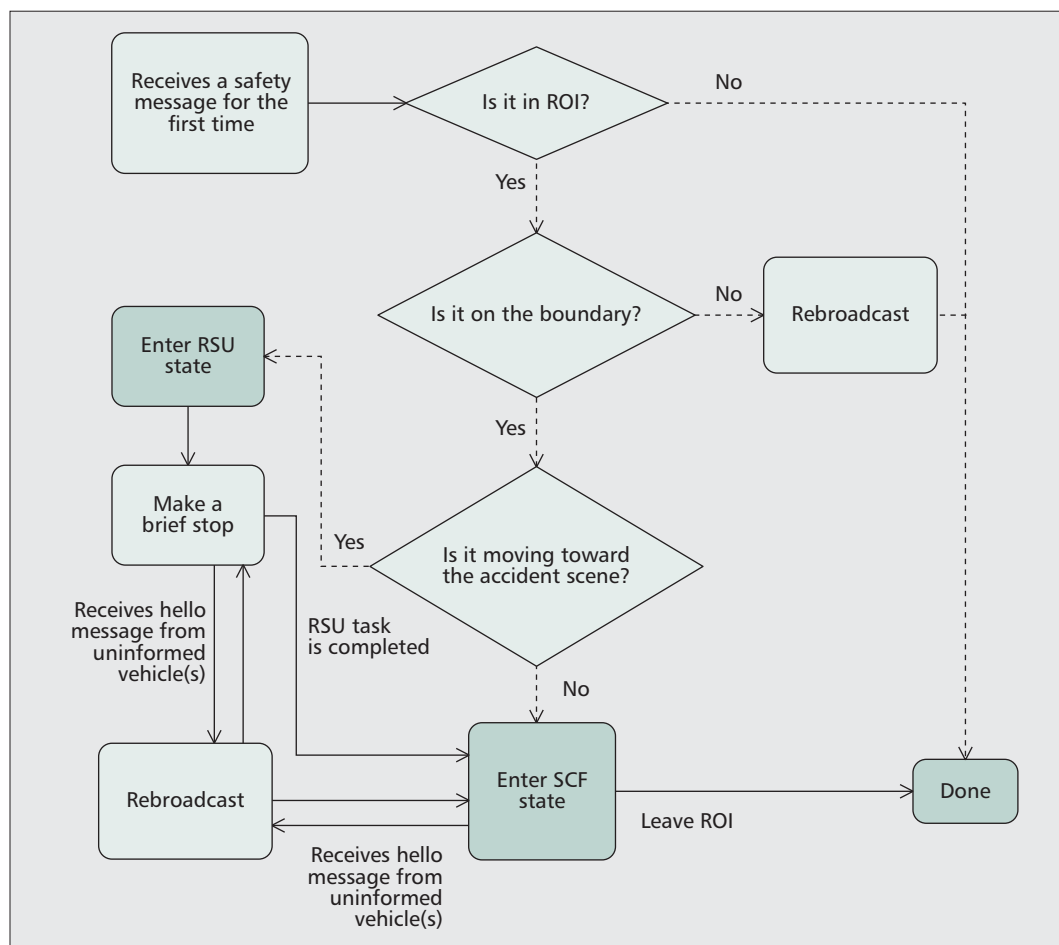 Receives a safety
message for the
first time
Is it in ROI?
No
Yes
Is it on the boundary?
No
Rebroadcast
Enter RSU
state
Yes
Make a
brief stop
Yes
Is it moving toward
the accident scene?
Receives hello
message from
uninformed
vehicle(s)
RSU task
is completed
No
Rebroadcast
Enter SCF
state
Done
Leave ROI
Receives hello
message from
uninformed
vehicle(s)